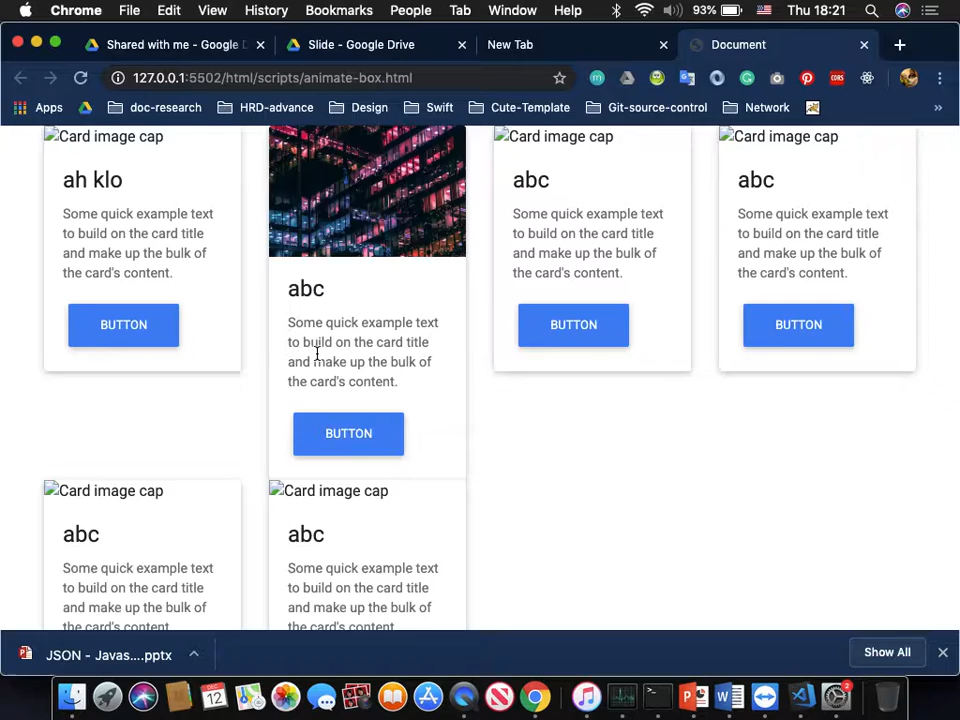 Chrome File Edit View History Bookmarks People Tab Window Help 93% Thu 18:21
Shared with me - Google D
Slide - Google Drive
New Tab
Document
127.0.0.1:5502/html/scripts/animate-box.html
Apps doc-research HRD-advance Design Swift Cute-Template Git-source-control Network »
Card image cap
ah klo
Some quick example text
to build on the card title
and make up the bulk of
the card's content.
BUTTON
abc
Some quick example text
to build on the card title
and make up the bulk of
the card's content.
BUTTON
Card image cap
abc
Some quick example text
to build on the card title
and make up the bulk of
the card's content.
BUTTON
Card image cap
abc
Some quick example text
to build on the card title
and make up the bulk of
the card's content.
BUTTON
Card image cap
abc
Some quick example text
to build on the card title
and make up the bulk of
the card's content.
Card image cap
abc
Some quick example text
to build on the card title
and make up the bulk of
the card's content.
JSON - Javas....pptx
Show All